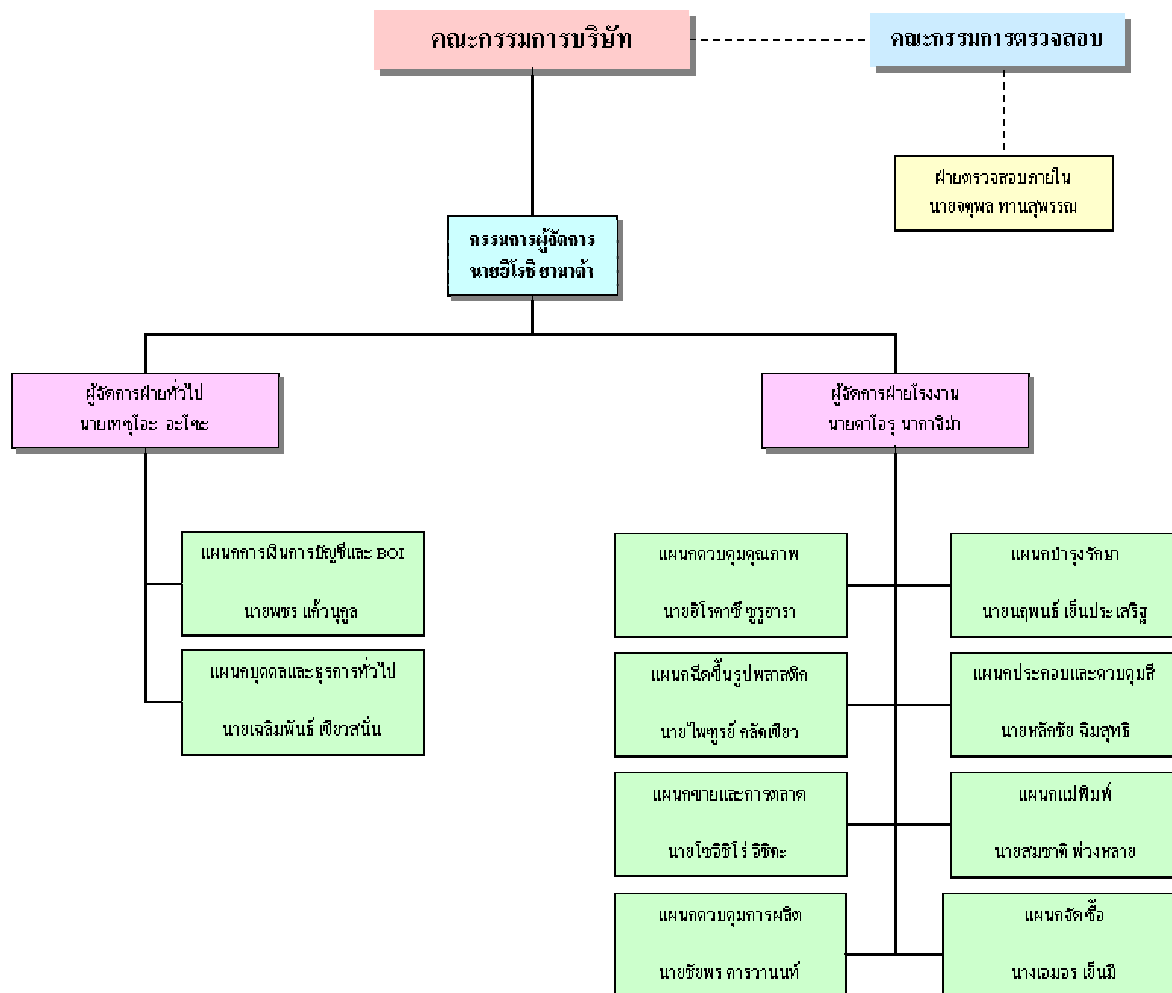 คณะกรรมการบริษัท
คณะกรรมการตรวจสอบ
ฝ่ายตรวจสอบภายใน
นายจตุพล ทานสุพรรณ
กรรมการผู้จัดการ
นายฮิโรชิ ยามาด้า
ผู้จัดการฝ่ายทั่วไป
นายเทซุโอะ อะโซะ
ผู้จัดการฝ่ายโรงงาน
นายคาโอรุ นากาจิม่า
แผนกการเงินการบัญชีและ BOI
นายพชร แก้วนุกูล
แผนกบุคคลและธุรการทั่วไป
นายเฉลิมพันธ์ เขียวสนั่น
แผนกควบคุมคุณภาพ
นายฮิโรคาซึ ซูรูฮารา
แผนกบำรุงรักษา
นายนฤพนธ์ เย็นประเสริฐ
แผนกฉีดขึ้นรูปพลาสติก
นายไพฑูรย์ กลัดเขียว
แผนกประกอบและควบคุมสี
นายหลักชัย ฉิมสุทธิ
แผนกขายและการตลาด
นายโซอิชิโร่ อิชิดะ
แผนกแม่พิมพ์
นายสมชาติ พ่วงหลาย
แผนกควบคุมการผลิต
นายชัยพร คารวานนท์
แผนกจัดซื้อ
นางเอมอร เย็นมี